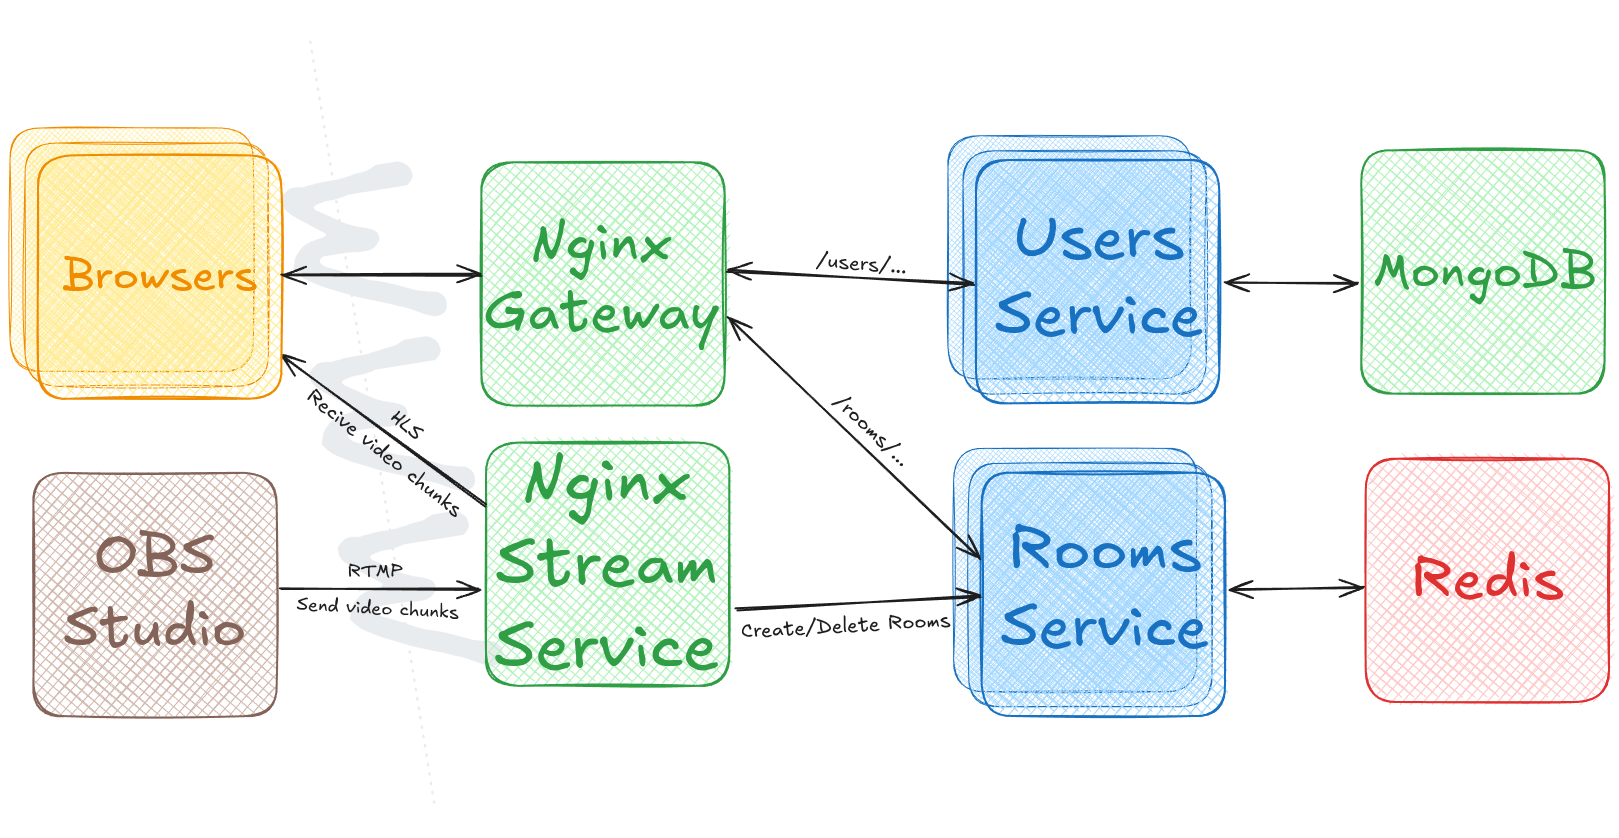 Browsers
Nginx
Gateway
/users/...
Users
Service
MongoDB
WWW
HLS
Recive video chunks
/rooms/...
OBS
Studio
RTMP
Send video chunks
Nginx
Stream
Service
Create/Delete Rooms
Rooms
Service
Redis